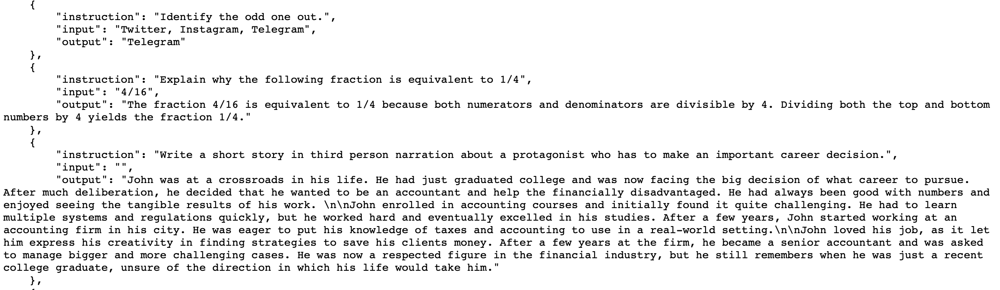 {
"instruction": "Identify the odd one out.",
"input": "Twitter, Instagram, Telegram",
"output": "Telegram"
},
{
"instruction": "Explain why the following fraction is equivalent to 1/4",
"input": "4/16",
"output": "The fraction 4/16 is equivalent to 1/4 because both numerators and denominators are divisible by 4. Dividing both the top and bottom
numbers by 4 yields the fraction 1/4."
},
{
"instruction": "Write a short story in third person narration about a protagonist who has to make an important career decision.",
"input": "",
"output": "John was at a crossroads in his life. He had just graduated college and was now facing the big decision of what career to pursue.
After much deliberation, he decided that he wanted to be an accountant and help the financially disadvantaged. He had always been good with numbers and
enjoyed seeing the tangible results of his work. \n\nJohn enrolled in accounting courses and initially found it quite challenging. He had to learn
multiple systems and regulations quickly, but he worked hard and eventually excelled in his studies. After a few years, John started working at an
accounting firm in his city. He was eager to put his knowledge of taxes and accounting to use in a real-world setting.\n\nJohn loved his job, as it let
him express his creativity in finding strategies to save his clients money. After a few years at the firm, he became a senior accountant and was asked
to manage bigger and more challenging cases. He was now a respected figure in the financial industry, but he still remembers when he was just a recent
college graduate, unsure of the direction in which his life would take him."
},